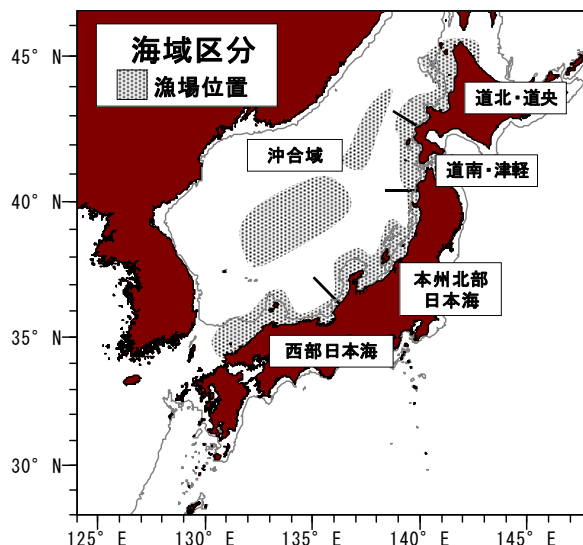 海域区分
漁場位置
道北・道央
沖合域
道南・津軽
本州北部
日本海
西部日本海
45° N
40° N
35° N
30° N
125° E
130° E
135° E
140° E
145° E